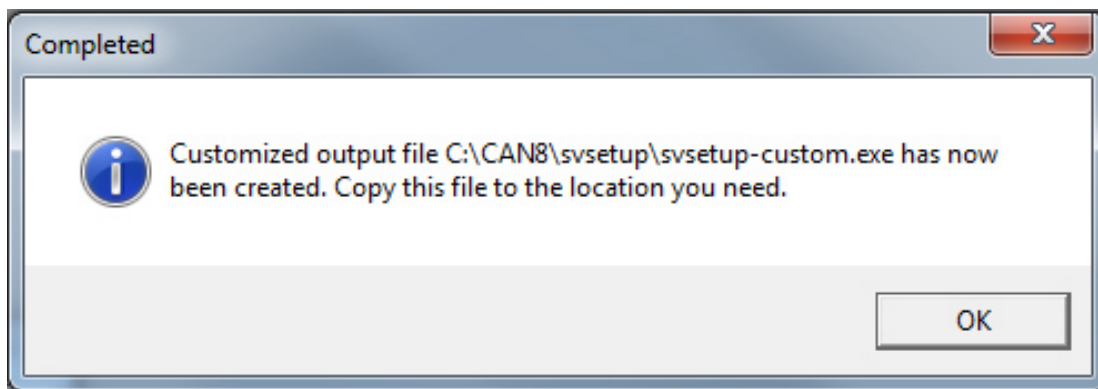 Completed
Customized output file C:\CAN8\svsetup\svsetup-custom.exe has now
been created. Copy this file to the location you need.
OK